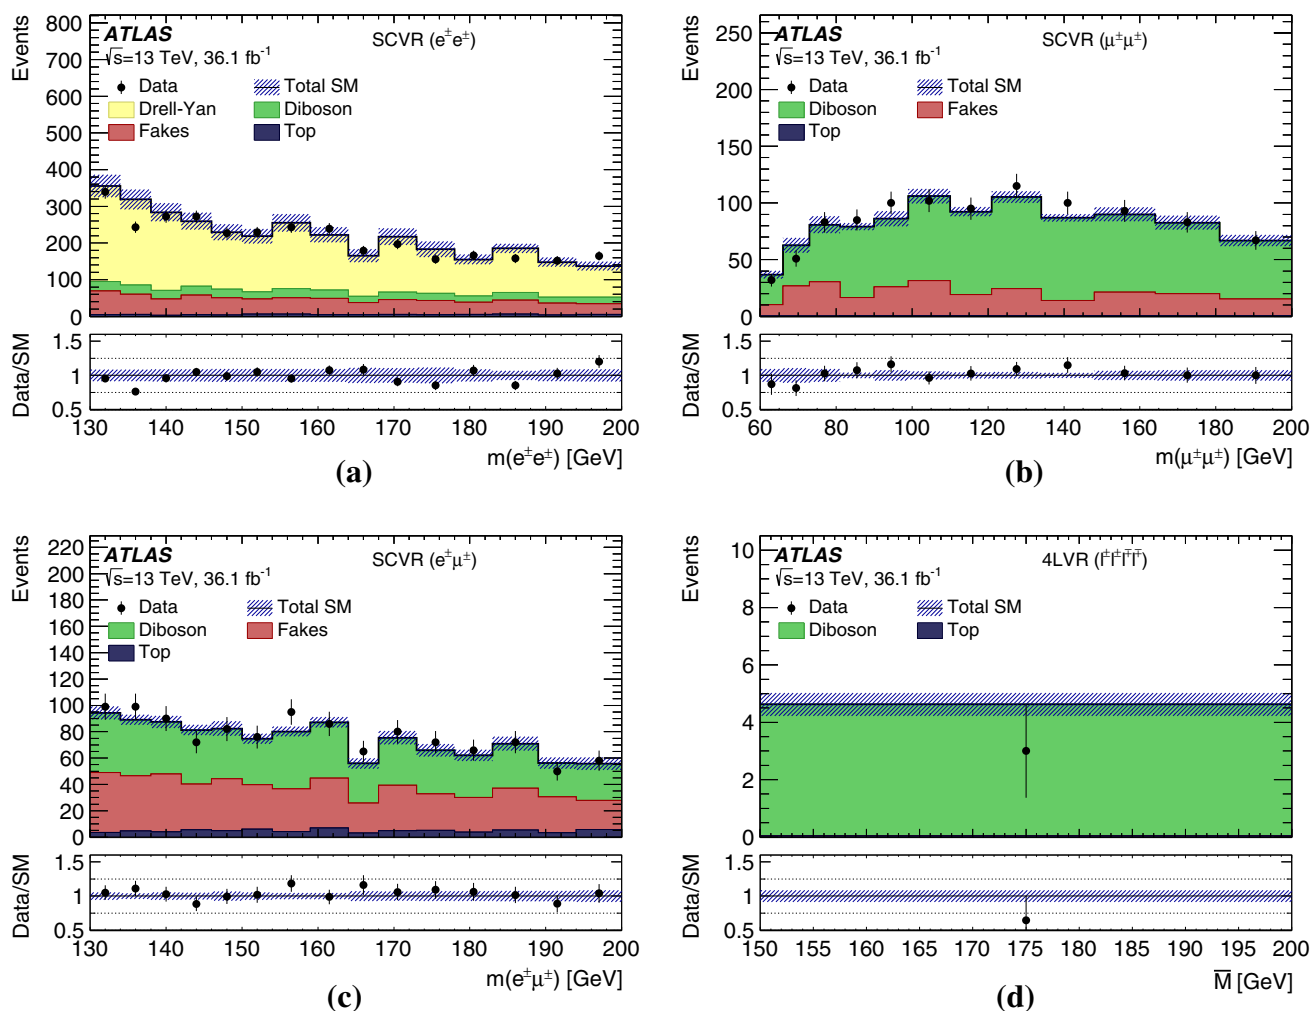 ATLAS
SCVR (e±e±)
√s=13 TeV, 36.1 fb⁻¹
Data
Total SM
Drell-Yan
Diboson
Fakes
Top
Events
800
700
600
500
400
300
200
100
0
Data/SM
1.5
1
0.5
130 140 150 160 170 180 190 200
m(e±e±) [GeV]
(a)
ATLAS
SCVR (μ±μ±)
√s=13 TeV, 36.1 fb⁻¹
Data
Total SM
Diboson
Fakes
Top
Events
250
200
150
100
50
0
Data/SM
1.5
1
0.5
60 80 100 120 140 160 180 200
m(μ±μ±) [GeV]
(b)
ATLAS
SCVR (e±μ±)
√s=13 TeV, 36.1 fb⁻¹
Data
Total SM
Diboson
Fakes
Top
Events
220
200
180
160
140
120
100
80
60
40
20
0
Data/SM
1.5
1
0.5
130 140 150 160 170 180 190 200
m(e±μ±) [GeV]
(c)
ATLAS
4LVR (l±l±l∓l∓)
√s=13 TeV, 36.1 fb⁻¹
Data
Total SM
Diboson
Top
Events
10
8
6
4
2
0
Data/SM
1.5
1
0.5
150 155 160 165 170 175 180 185 190 195 200
M̅ [GeV]
(d)